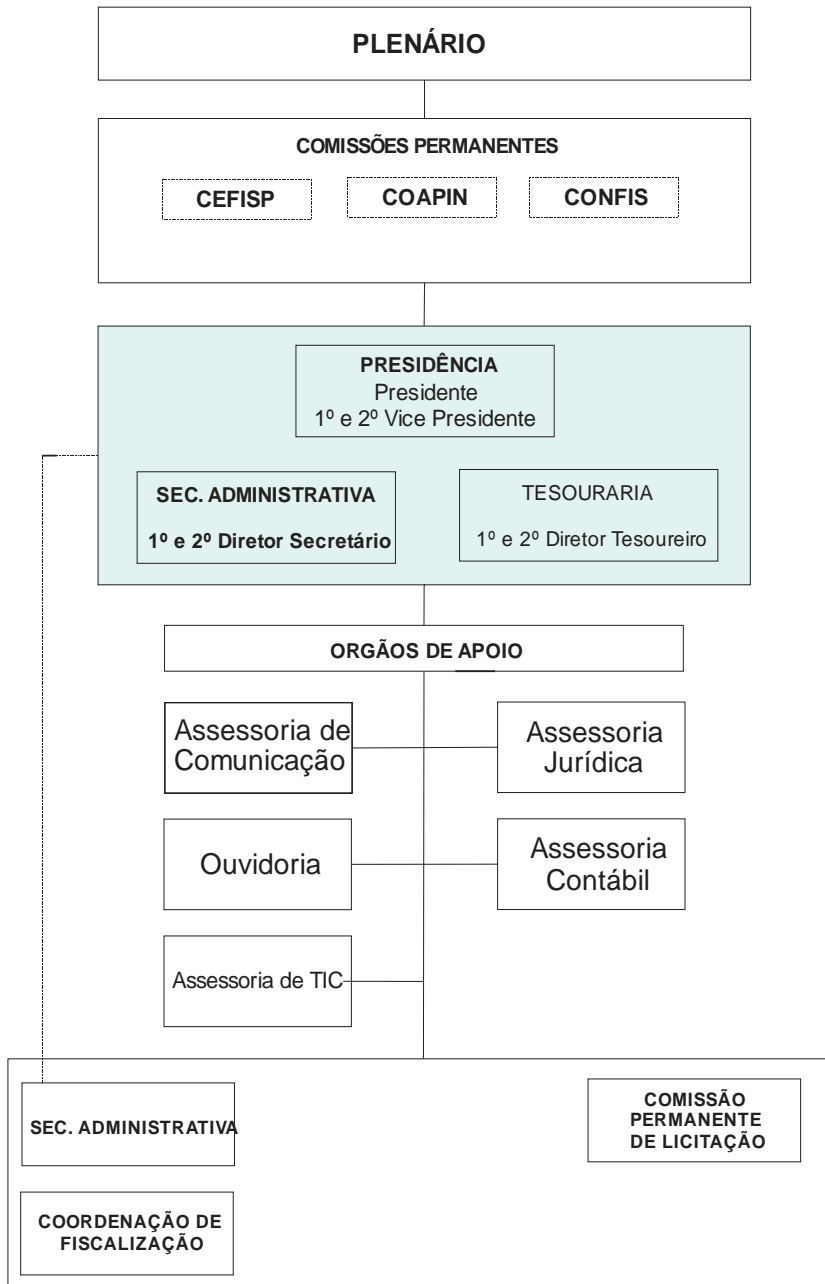 PLENÁRIO
COMISSÕES PERMANENTES
CEFISP
COAPIN
CONFIS
PRESIDÊNCIA
Presidente
1º e 2º Vice Presidente
SEC. ADMINISTRATIVA
1º e 2º Diretor Secretário
TESOURARIA
1º e 2º Diretor Tesoureiro
ORGÃOS DE APOIO
Assessoria de
Comunicação
Assessoria
Jurídica
Ouvidoria
Assessoria
Contábil
Assessoria de TIC
SEC. ADMINISTRATIVA
COMISSÃO
PERMANENTE
DE LICITAÇÃO
COORDENAÇÃO DE
FISCALIZAÇÃO